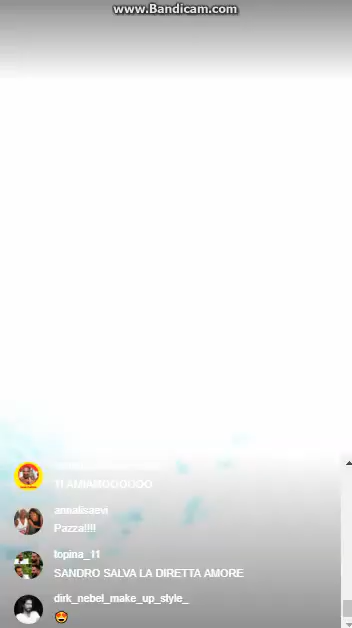 www.Bandicam.com
TI AMIAMOOOOOO
annalisaevi
Pazza!!!!
topina_11
SANDRO SALVA LA DIRETTA AMORE
dirk_nebel_make_up_style_
😍